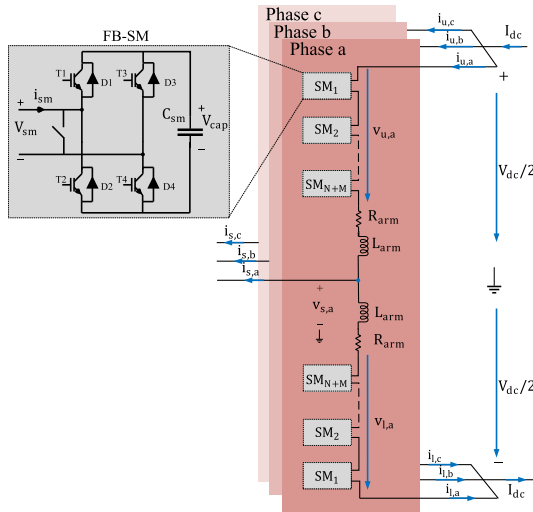 FB-SM
T1
D1
T3
D3
+
i_sm
V_sm
−
C_sm
+
V_cap
−
T2
D2
T4
D4
Phase c
Phase b
Phase a
i_u,c
i_u,b
i_u,a
I_dc
+
SM_1
SM_2
SM_N+M
v_u,a
R_arm
L_arm
V_dc/2
i_s,c
i_s,b
i_s,a
+
v_s,a
−
L_arm
R_arm
SM_N+M
SM_2
SM_1
v_l,a
V_dc/2
−
i_l,c
i_l,b
i_l,a
I_dc